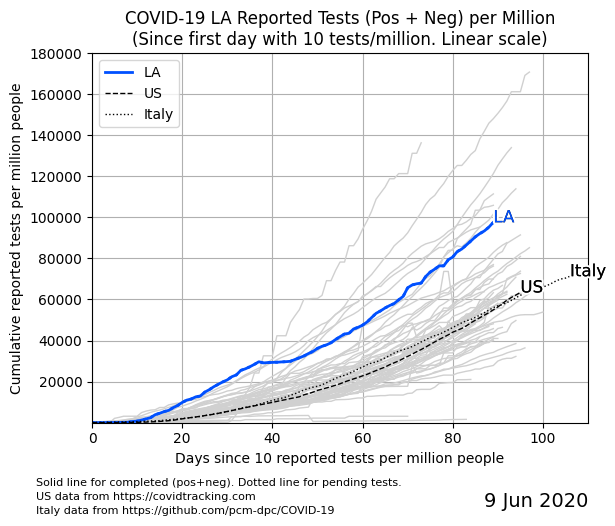 COVID-19 LA Reported Tests (Pos + Neg) per Million
(Since first day with 10 tests/million. Linear scale)
Cumulative reported tests per million people
180000
160000
140000
120000
100000
80000
60000
40000
20000
LA
US
Italy
LA
Italy
US
0
20
40
60
80
100
Days since 10 reported tests per million people
Solid line for completed (pos+neg). Dotted line for pending tests.
US data from https://covidtracking.com
Italy data from https://github.com/pcm-dpc/COVID-19
9 Jun 2020